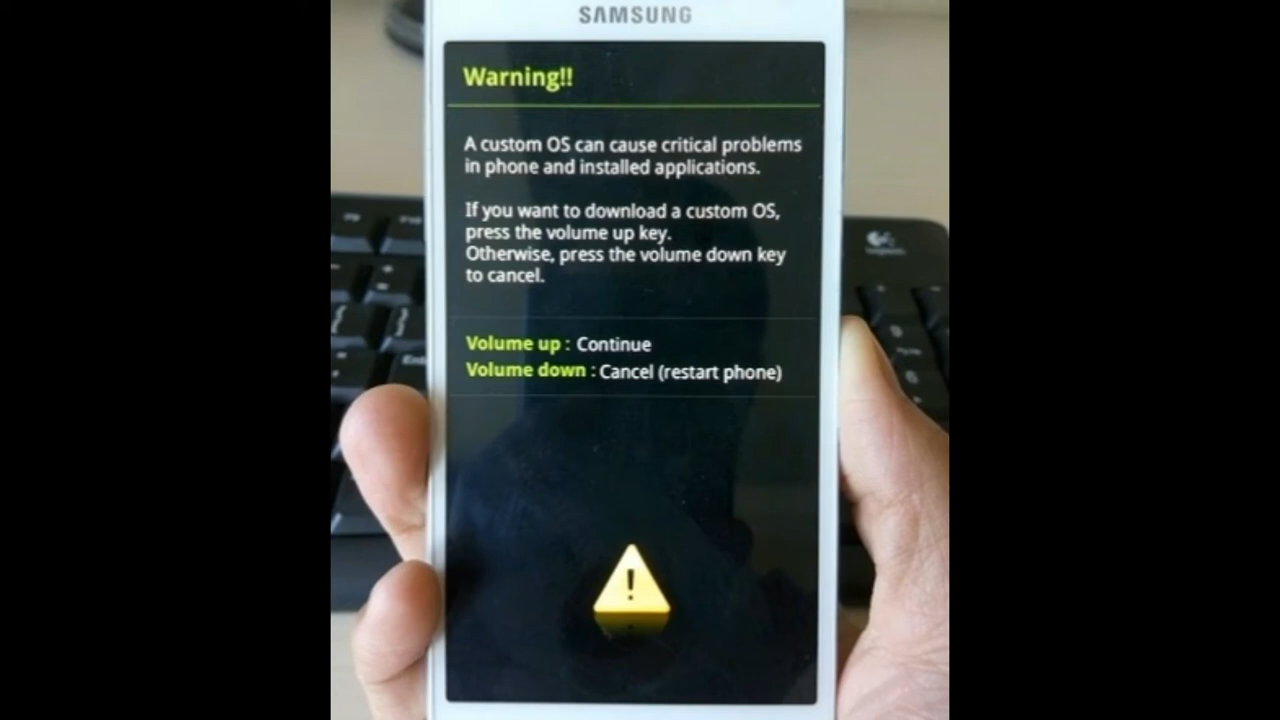 SAMSUNG
Warning!!
A custom OS can cause critical problems
in phone and installed applications.
If you want to download a custom OS,
press the volume up key.
Otherwise, press the volume down key
to cancel.
Volume up : Continue
Volume down : Cancel (restart phone)
!